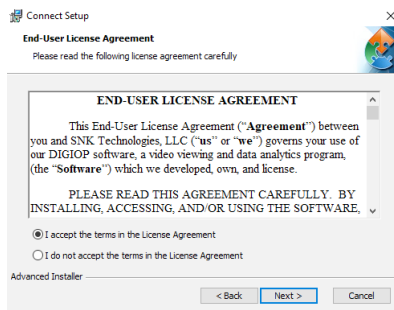 Connect Setup
End-User License Agreement
Please read the following license agreement carefully
END-USER LICENSE AGREEMENT
This End-User License Agreement (“Agreement”) between
you and SNK Technologies, LLC (“us” or “we”) governs your use of
our DIGIOP software, a video viewing and data analytics program,
(the “Software”) which we developed, own, and license.
PLEASE READ THIS AGREEMENT CAREFULLY. BY
INSTALLING, ACCESSING, AND/OR USING THE SOFTWARE,
I accept the terms in the License Agreement
I do not accept the terms in the License Agreement
Advanced Installer
< Back Next > Cancel